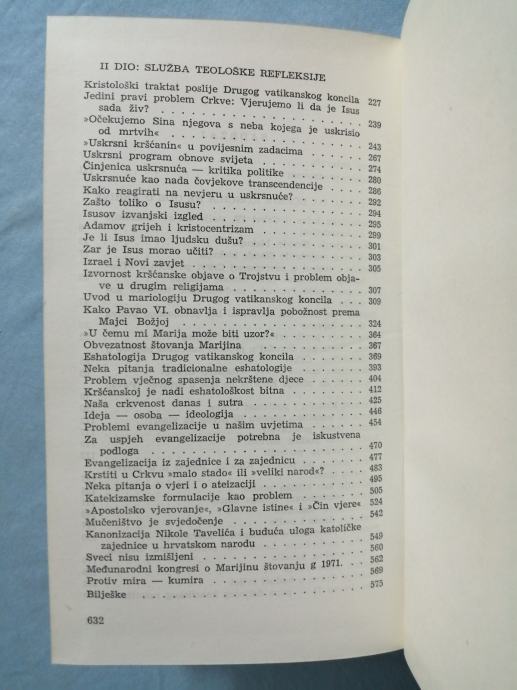 II DIO: SLUŽBA TEOLOŠKE REFLEKSIJE
Kristološki traktat poslije Drugog vatikanskog koncila 227
Jedini pravi problem Crkve: Vjerujemo li da je Isus
sada živ? . . . . . . . . . . . . . . . . . 239
»Očekujemo Sina njegova s neba kojega je uskrisio
od mrtvih« . . . . . . . . . . . . . . . . 243
»Uskrsni kršćanin« u povijesnim zadacima . . . . . 267
Uskrsni program obnove svijeta . . . . . . . . . 274
Činjenica uskrsnuća — kritika politike . . . . . . 280
Uskrsnuće kao nada čovjekove transcendencije . . . 286
Kako reagirati na nevjeru u uskrsnuće? . . . . . . 292
Zašto toliko o Isusu? . . . . . . . . . . . . . 294
Isusov izvanjski izgled . . . . . . . . . . . . 295
Adamov grijeh i kristocentrizam . . . . . . . . . 299
Je li Isus imao ljudsku dušu? . . . . . . . . . . 301
Zar je Isus morao učiti? . . . . . . . . . . . . 303
Izrael i Novi zavjet . . . . . . . . . . . . . . 305
Izvornost kršćanske objave o Trojstvu i problem obja-
ve u drugim religijama . . . . . . . . . . . . 307
Uvod u mariologiju Drugog vatikanskog koncila . . . 309
Kako Pavao VI. obnavlja i ispravlja pobožnost prema
Majci Božjoj . . . . . . . . . . . . . . . . 324
»U čemu mi Marija može biti uzor?« . . . . . . . 364
Obvezatnost štovanja Marijina . . . . . . . . . . 367
Eshatologija Drugog vatikanskog koncila . . . . . 369
Neka pitanja tradicionalne eshatologije . . . . . . 393
Problem vječnog spasenja nekrštene djece . . . . . 404
Kršćanskoj je nadi eshatološkost bitna . . . . . . 412
Naša crkvenost danas i sutra . . . . . . . . . . 425
Ideja — osoba — ideologija . . . . . . . . . . . 446
Problemi evangelizacije u našim uvjetima . . . . . 454
Za uspjeh evangelizacije potrebna je iskustvena
podloga . . . . . . . . . . . . . . . . . . 470
Evangelizacija iz zajednice i za zajednicu . . . . . 477
Krstiti u Crkvu »malo stado« ili »veliki narod«? . . 483
Neka pitanja o vjeri i o ateizaciji . . . . . . . . 495
Katekizamske formulacije kao problem . . . . . . 505
»Apostolsko vjerovanje«, »Glavne istine« i »Čin vjere« 524
Mučeništvo je svjedočenje . . . . . . . . . . . 542
Kanonizacija Nikole Tavelića i buduća uloga katoličke
zajednice u hrvatskom narodu . . . . . . . . . 549
Sveci nisu izmišljeni . . . . . . . . . . . . . 560
Međunarodni kongresi o Marijinu štovanju g 1971. . . 562
Protiv mira — kumira . . . . . . . . . . . . . 569
Bilješke . . . . . . . . . . . . . . . . . . 575
632